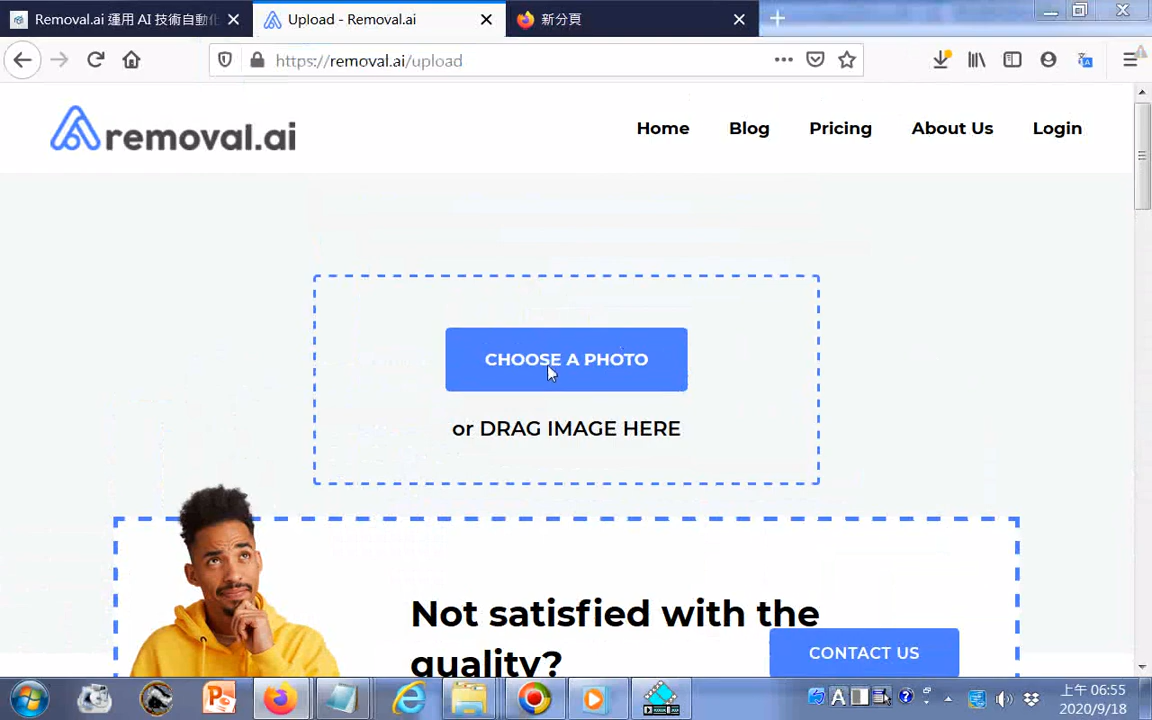 Removal.ai 運用 AI 技術自動化
Upload - Removal.ai
新分頁
https://removal.ai/upload
removal.ai
Home
Blog
Pricing
About Us
Login
CHOOSE A PHOTO
or DRAG IMAGE HERE
Not satisfied with the
quality?
CONTACT US
上午 06:55
2020/9/18